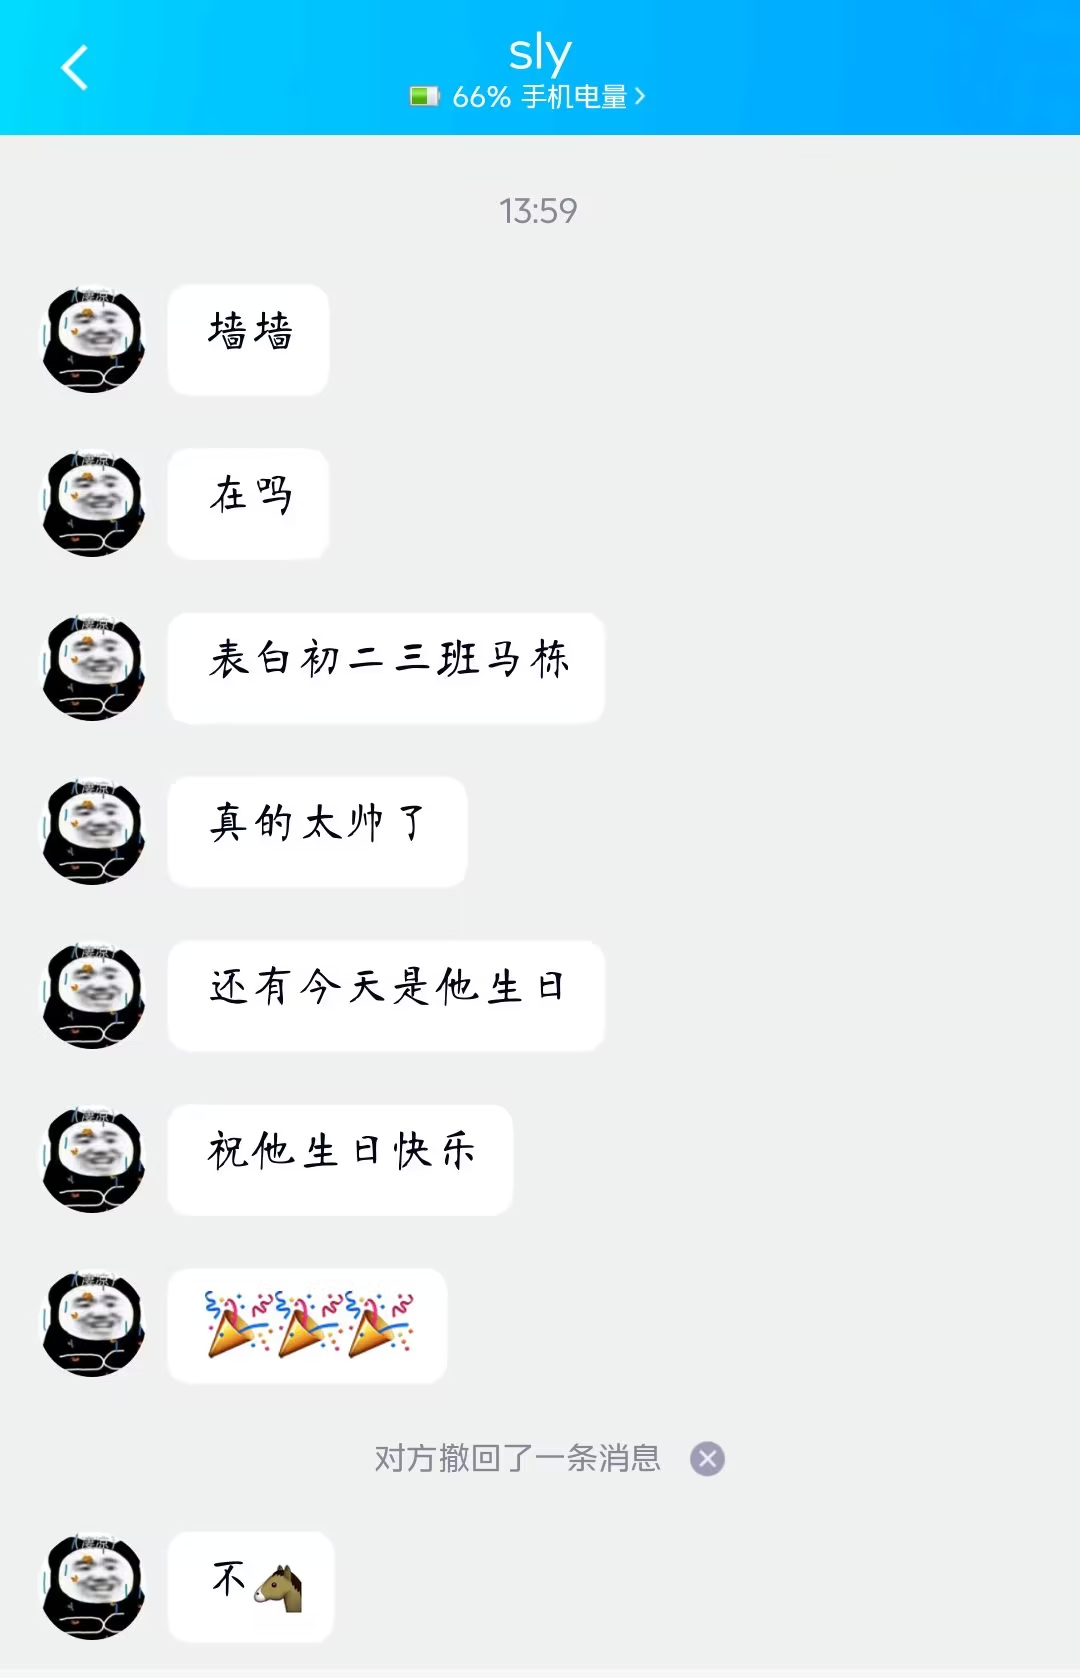 sly
66% 手机电量
13:59
墙墙
在吗
表白初二三班马栋
真的太帅了
还有今天是他生日
祝他生日快乐
🎉🎉🎉
对方撤回了一条消息
不🐴